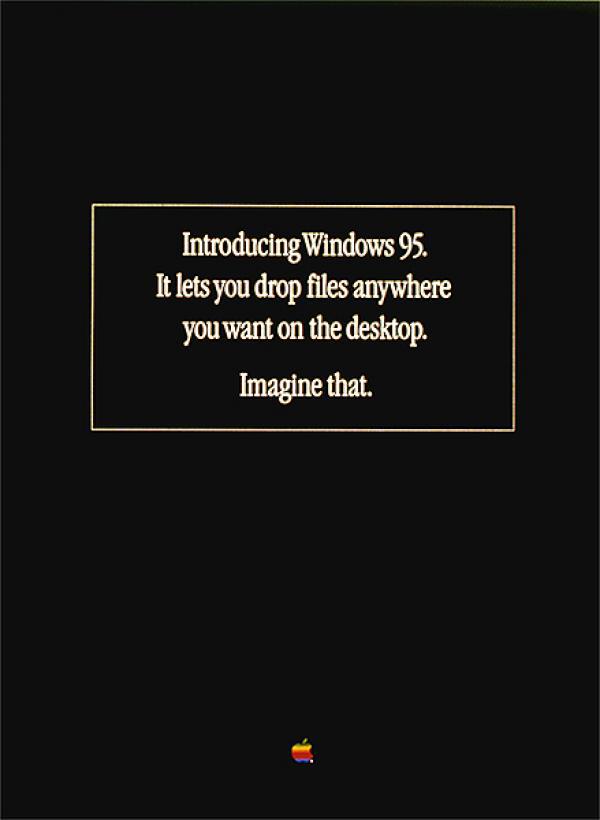 Introducing Windows 95.
It lets you drop files anywhere
you want on the desktop.
Imagine that.